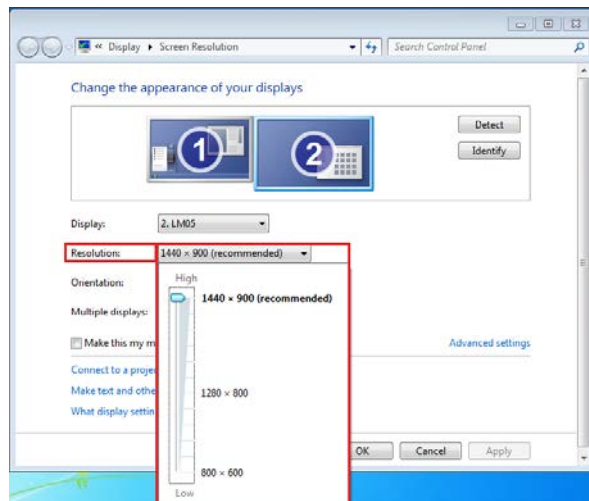 « Display ▸ Screen Resolution
Search Control Panel
Change the appearance of your displays
1
2
Detect
Identify
Display:
2. LM05
Resolution:
1440 × 900 (recommended)
Orientation:
High
1440 × 900 (recommended)
Multiple displays:
Make this my m
Advanced settings
Connect to a proje
Make text and othe
1280 × 800
What display settin
OK
Cancel
Apply
800 × 600
Low